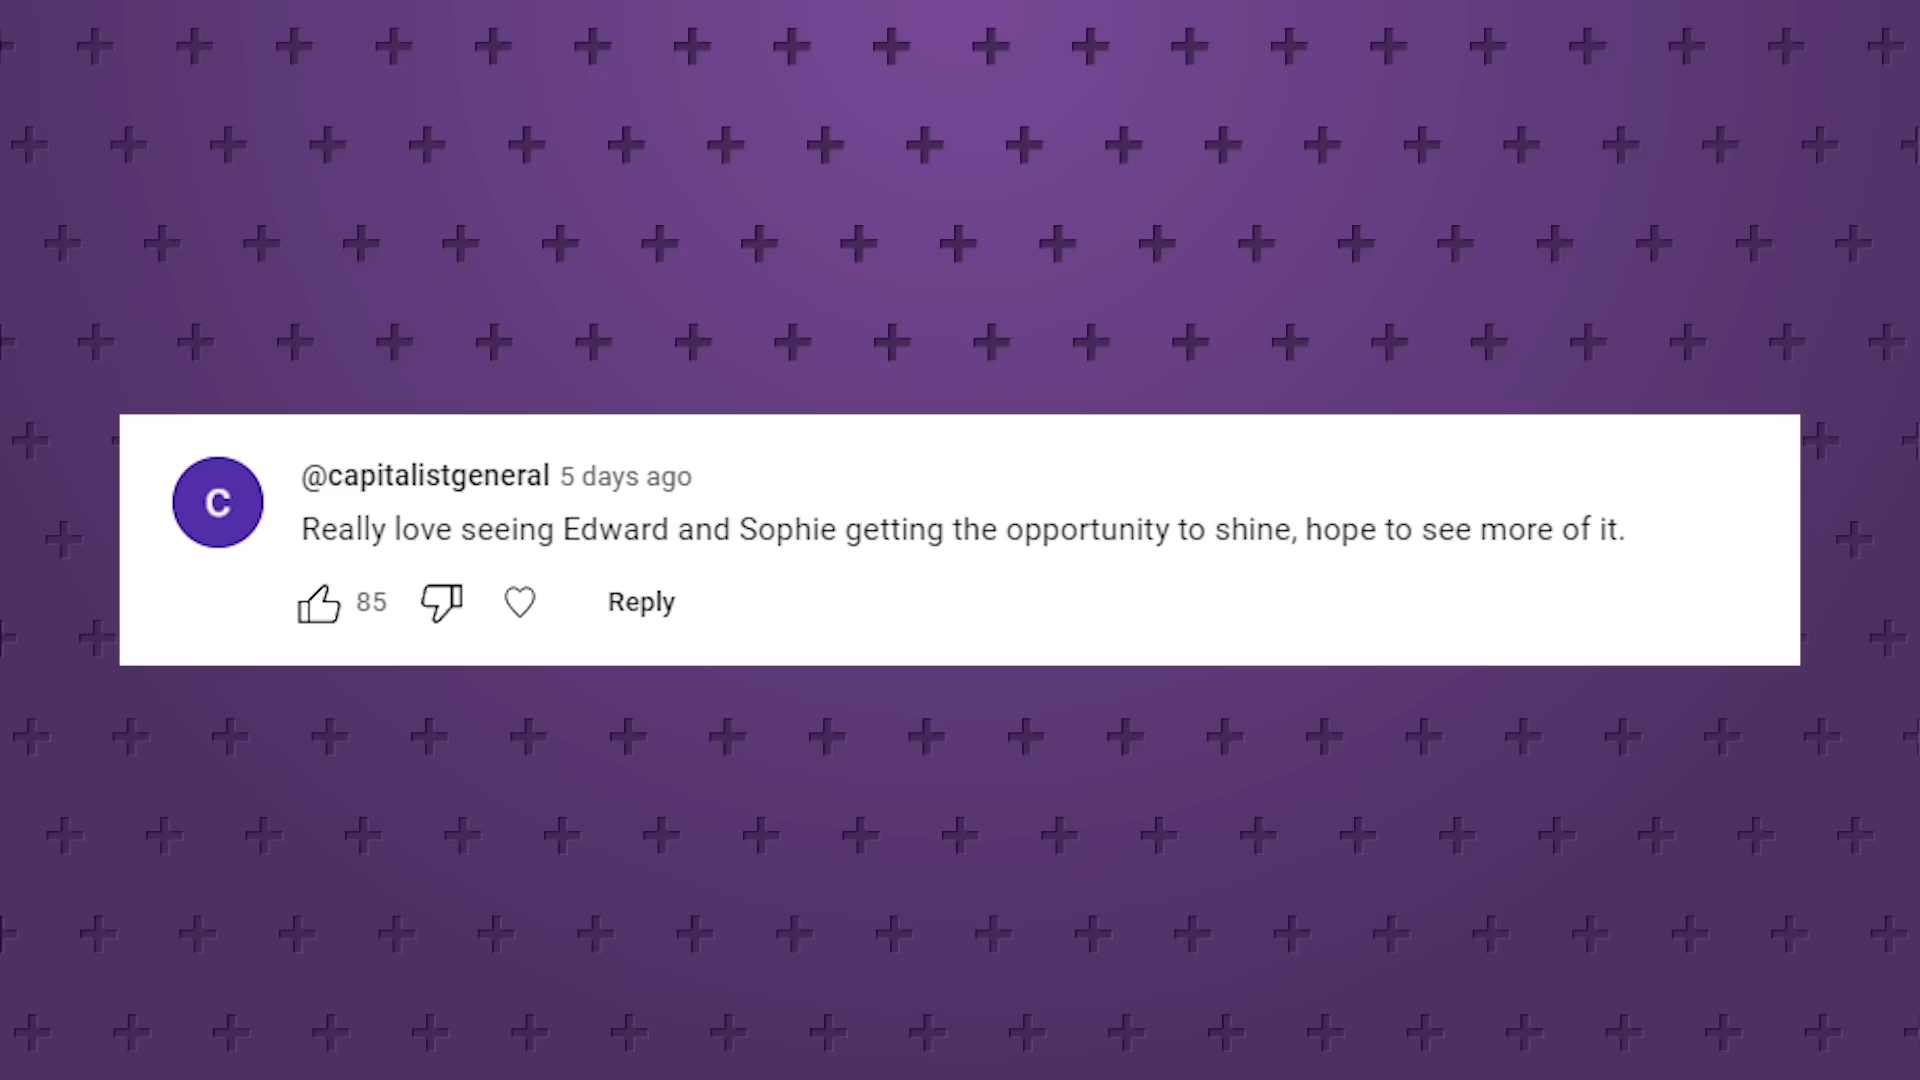 C
@capitalistgeneral 5 days ago
Really love seeing Edward and Sophie getting the opportunity to shine, hope to see more of it.
85 Reply